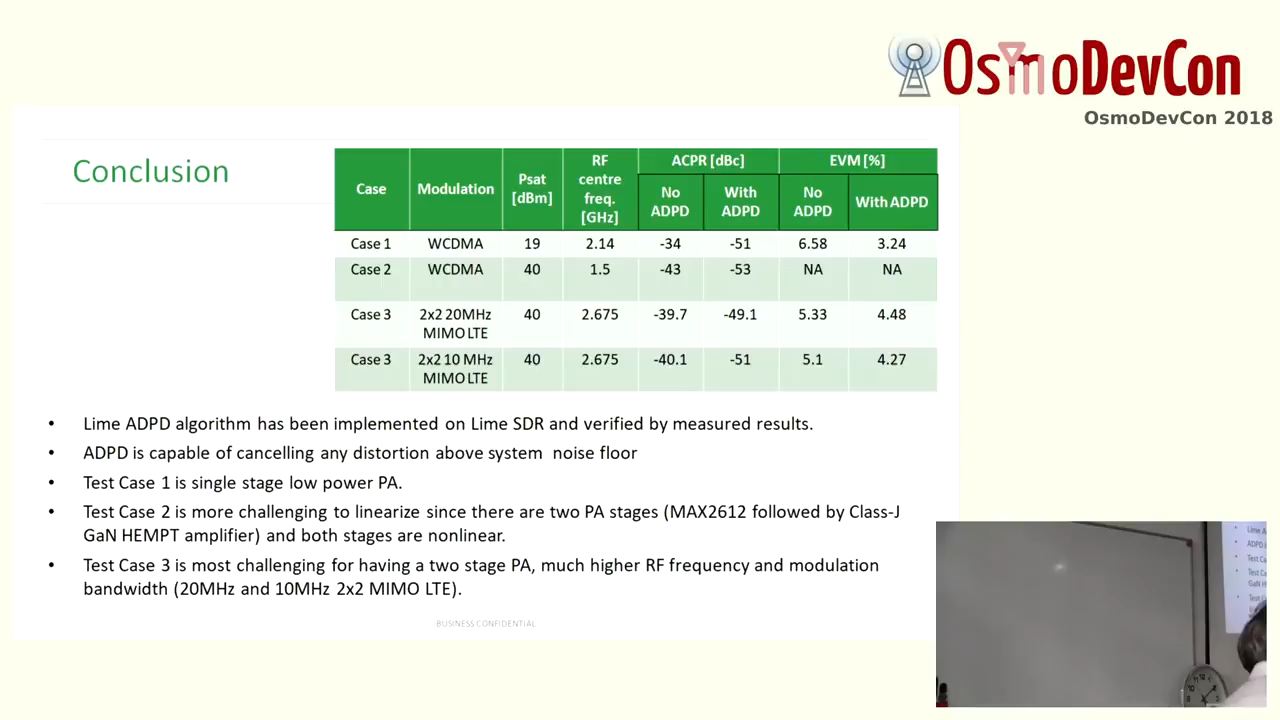 OsmoDevCon
OsmoDevCon 2018
Conclusion
Case Modulation Psat [dBm] RF centre freq. [GHz] ACPR [dBc] EVM [%]
No ADPD With ADPD No ADPD With ADPD
Case 1 WCDMA 19 2.14 -34 -51 6.58 3.24
Case 2 WCDMA 40 1.5 -43 -53 NA NA
Case 3 2x2 20MHz MIMO LTE 40 2.675 -39.7 -49.1 5.33 4.48
Case 3 2x2 10 MHz MIMO LTE 40 2.675 -40.1 -51 5.1 4.27
• Lime ADPD algorithm has been implemented on Lime SDR and verified by measured results.
• ADPD is capable of cancelling any distortion above system noise floor
• Test Case 1 is single stage low power PA.
• Test Case 2 is more challenging to linearize since there are two PA stages (MAX2612 followed by Class-J
GaN HEMPT amplifier) and both stages are nonlinear.
• Test Case 3 is most challenging for having a two stage PA, much higher RF frequency and modulation
bandwidth (20MHz and 10MHz 2x2 MIMO LTE).
BUSINESS CONFIDENTIAL